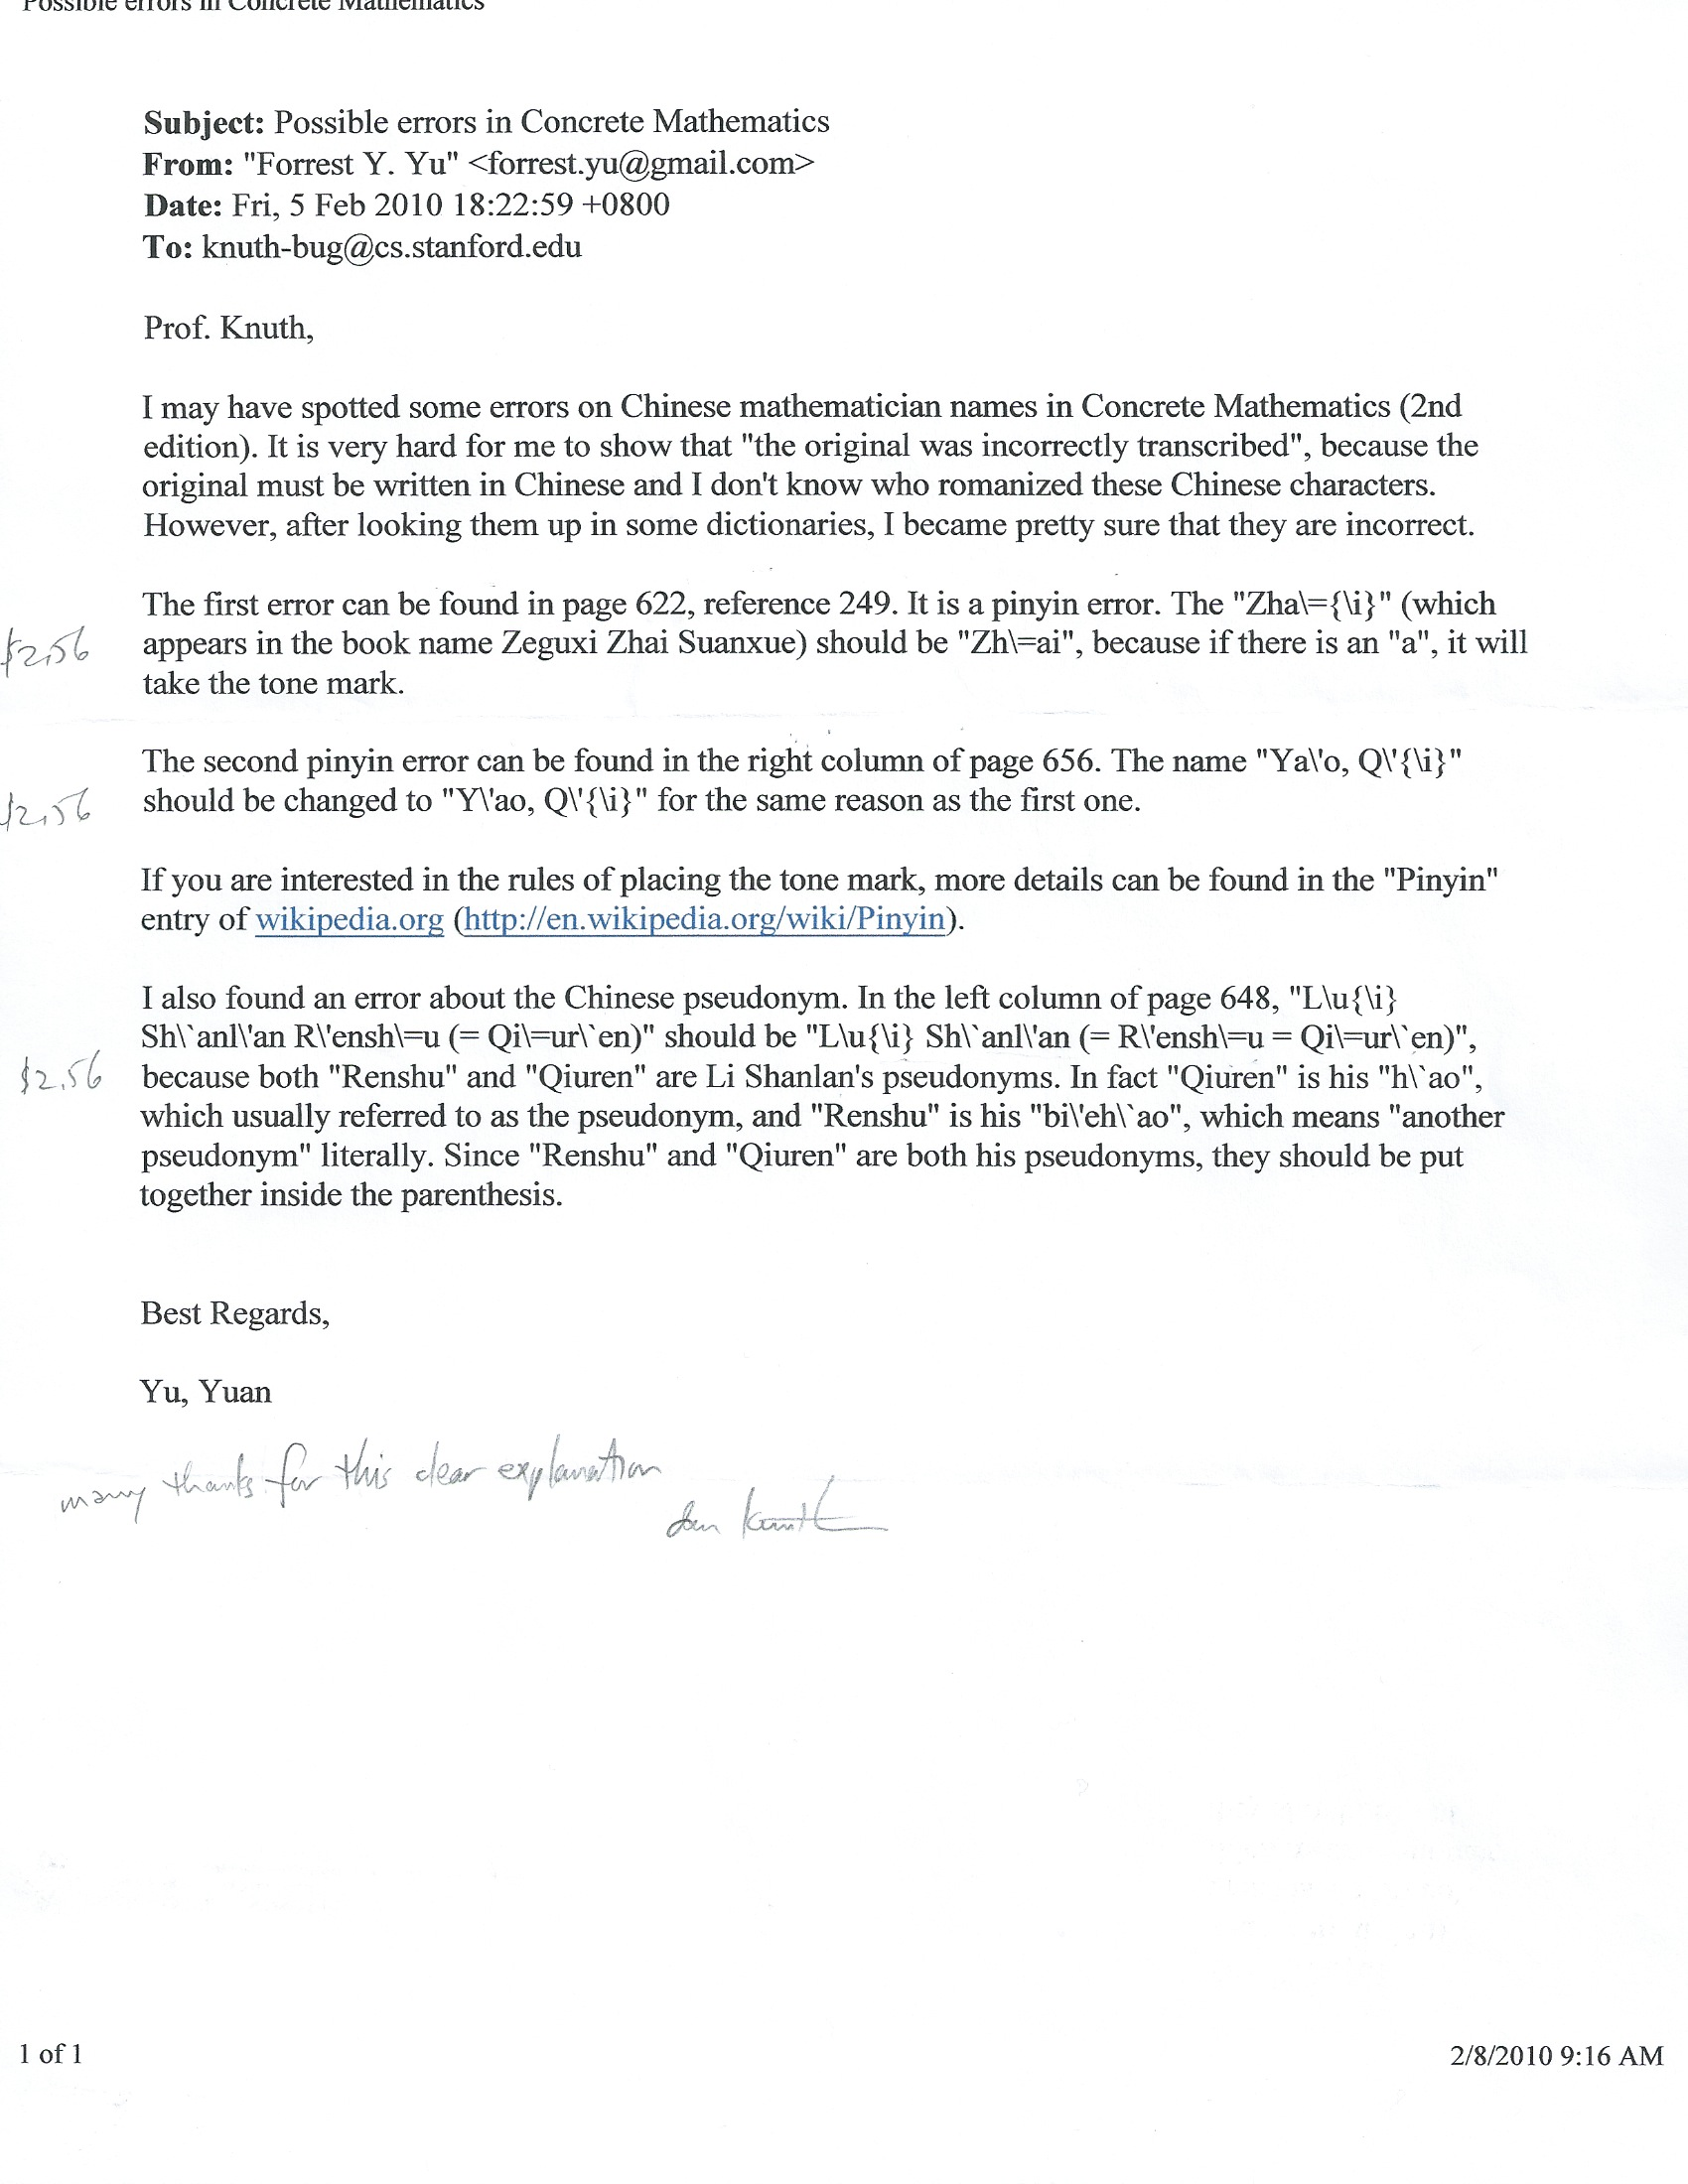 Possible errors in Concrete Mathematics
Subject: Possible errors in Concrete Mathematics
From: "Forrest Y. Yu" <forrest.yu@gmail.com>
Date: Fri, 5 Feb 2010 18:22:59 +0800
To: knuth-bug@cs.stanford.edu
Prof. Knuth,
I may have spotted some errors on Chinese mathematician names in Concrete Mathematics (2nd
edition). It is very hard for me to show that "the original was incorrectly transcribed", because the
original must be written in Chinese and I don't know who romanized these Chinese characters.
However, after looking them up in some dictionaries, I became pretty sure that they are incorrect.
The first error can be found in page 622, reference 249. It is a pinyin error. The "Zha\={\i}" (which
$2.56 appears in the book name Zeguxi Zhai Suanxue) should be "Zh\=ai", because if there is an "a", it will
take the tone mark.
The second pinyin error can be found in the right column of page 656. The name "Ya\'o, Q\'{\i}"
$2.56 should be changed to "Y\'ao, Q\'{\i}" for the same reason as the first one.
If you are interested in the rules of placing the tone mark, more details can be found in the "Pinyin"
entry of wikipedia.org (http://en.wikipedia.org/wiki/Pinyin).
I also found an error about the Chinese pseudonym. In the left column of page 648, "L\u{\i}
Sh\`anl\'an R\'ensh\=u (= Qi\=ur\`en)" should be "L\u{\i} Sh\`anl\'an (= R\'ensh\=u = Qi\=ur\`en)",
$2.56 because both "Renshu" and "Qiuren" are Li Shanlan's pseudonyms. In fact "Qiuren" is his "h\`ao",
which usually referred to as the pseudonym, and "Renshu" is his "bi\'eh\`ao", which means "another
pseudonym" literally. Since "Renshu" and "Qiuren" are both his pseudonyms, they should be put
together inside the parenthesis.
Best Regards,
Yu, Yuan
many thanks for this clear explanation
Don Knuth
1 of 1
2/8/2010 9:16 AM